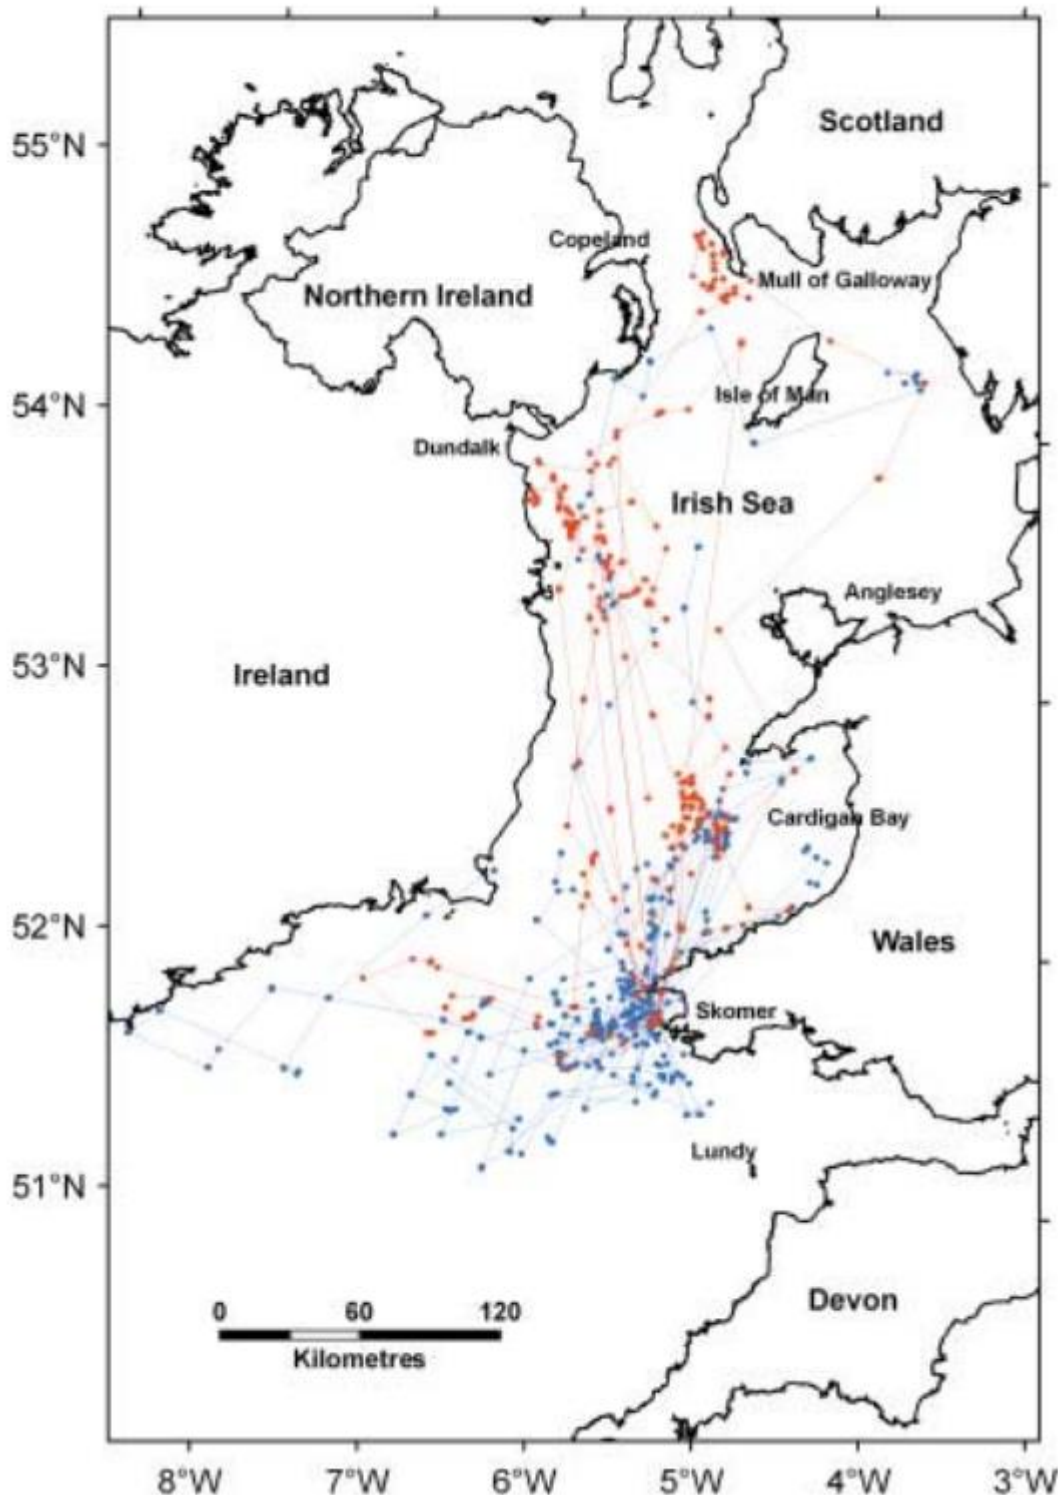 Scotland
55°N
Copeland
Mull of Galloway
Northern Ireland
54°N
Isle of Man
Dundalk
Irish Sea
Anglesey
53°N
Ireland
Cardigan Bay
52°N
Wales
Skomer
Lundy
51°N
0 60 120
Devon
Kilometres
8°W 7°W 6°W 5°W 4°W 3°W